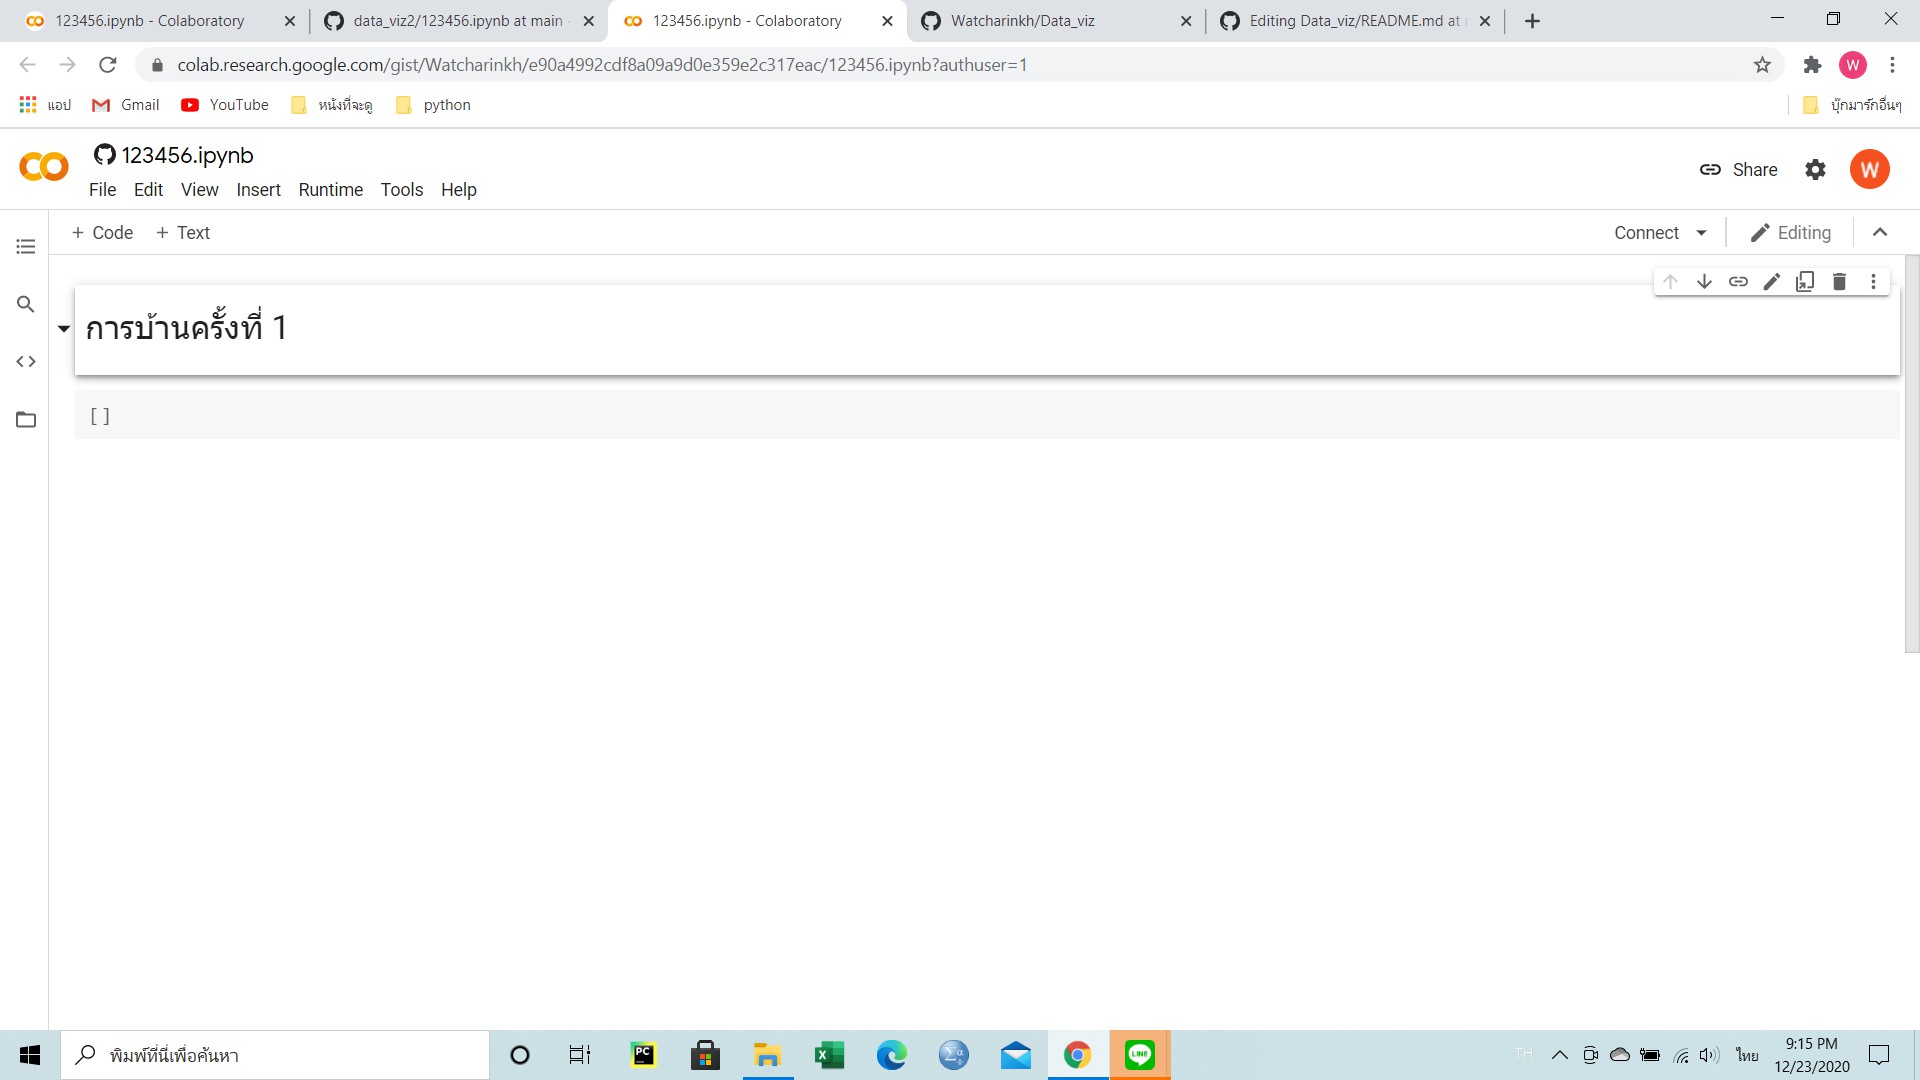 123456.ipynb - Colaboratory
data_viz2/123456.ipynb at main
123456.ipynb - Colaboratory
Watcharinkh/Data_viz
Editing Data_viz/README.md at
colab.research.google.com/gist/Watcharinkh/e90a4992cdf8a09a9d0e359e2c317eac/123456.ipynb?authuser=1
W
แอป
Gmail
YouTube
หนังที่จะดู
python
บุ๊กมาร์กอื่นๆ
123456.ipynb
File Edit View Insert Runtime Tools Help
Share
W
+ Code + Text
Connect
Editing
การบ้านครั้งที่ 1
[ ]
พิมพ์ที่นี่เพื่อค้นหา
PC
LINE
TH
ไทย
9:15 PM
12/23/2020